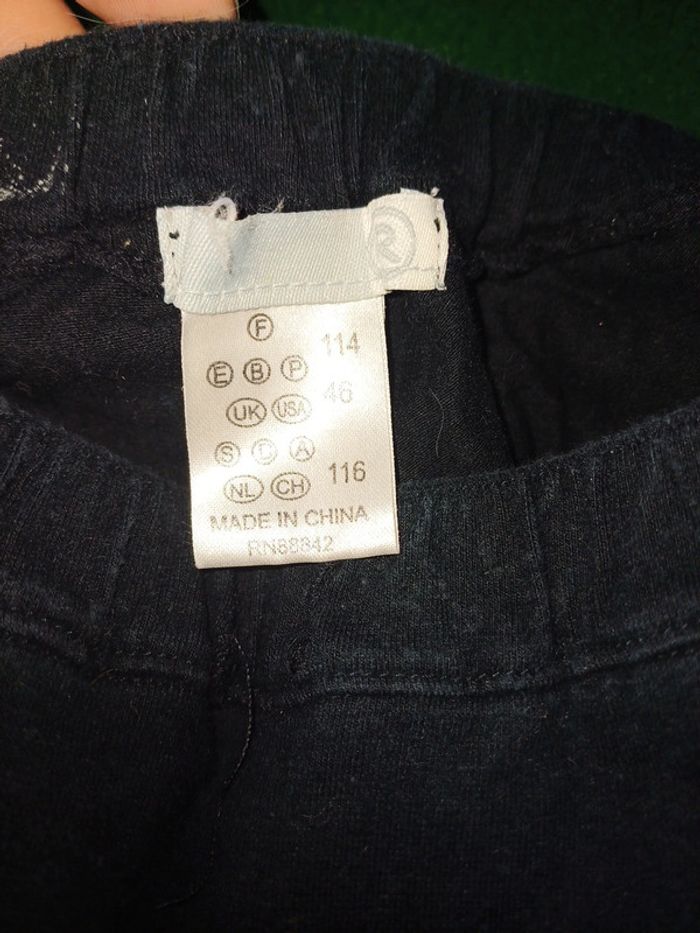 F 114
E B P
UK USA 46
S D A
NL CH 116
MADE IN CHINA
RN88842